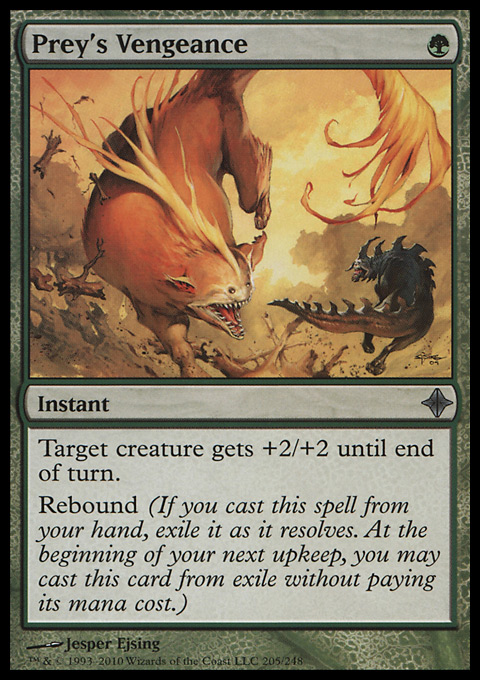 Prey's Vengeance
Instant
Target creature gets +2/+2 until end
of turn.
Rebound (If you cast this spell from
your hand, exile it as it resolves. At the
beginning of your next upkeep, you may
cast this card from exile without paying
its mana cost.)
Jesper Ejsing
™ & © 1993–2010 Wizards of the Coast LLC 205/248